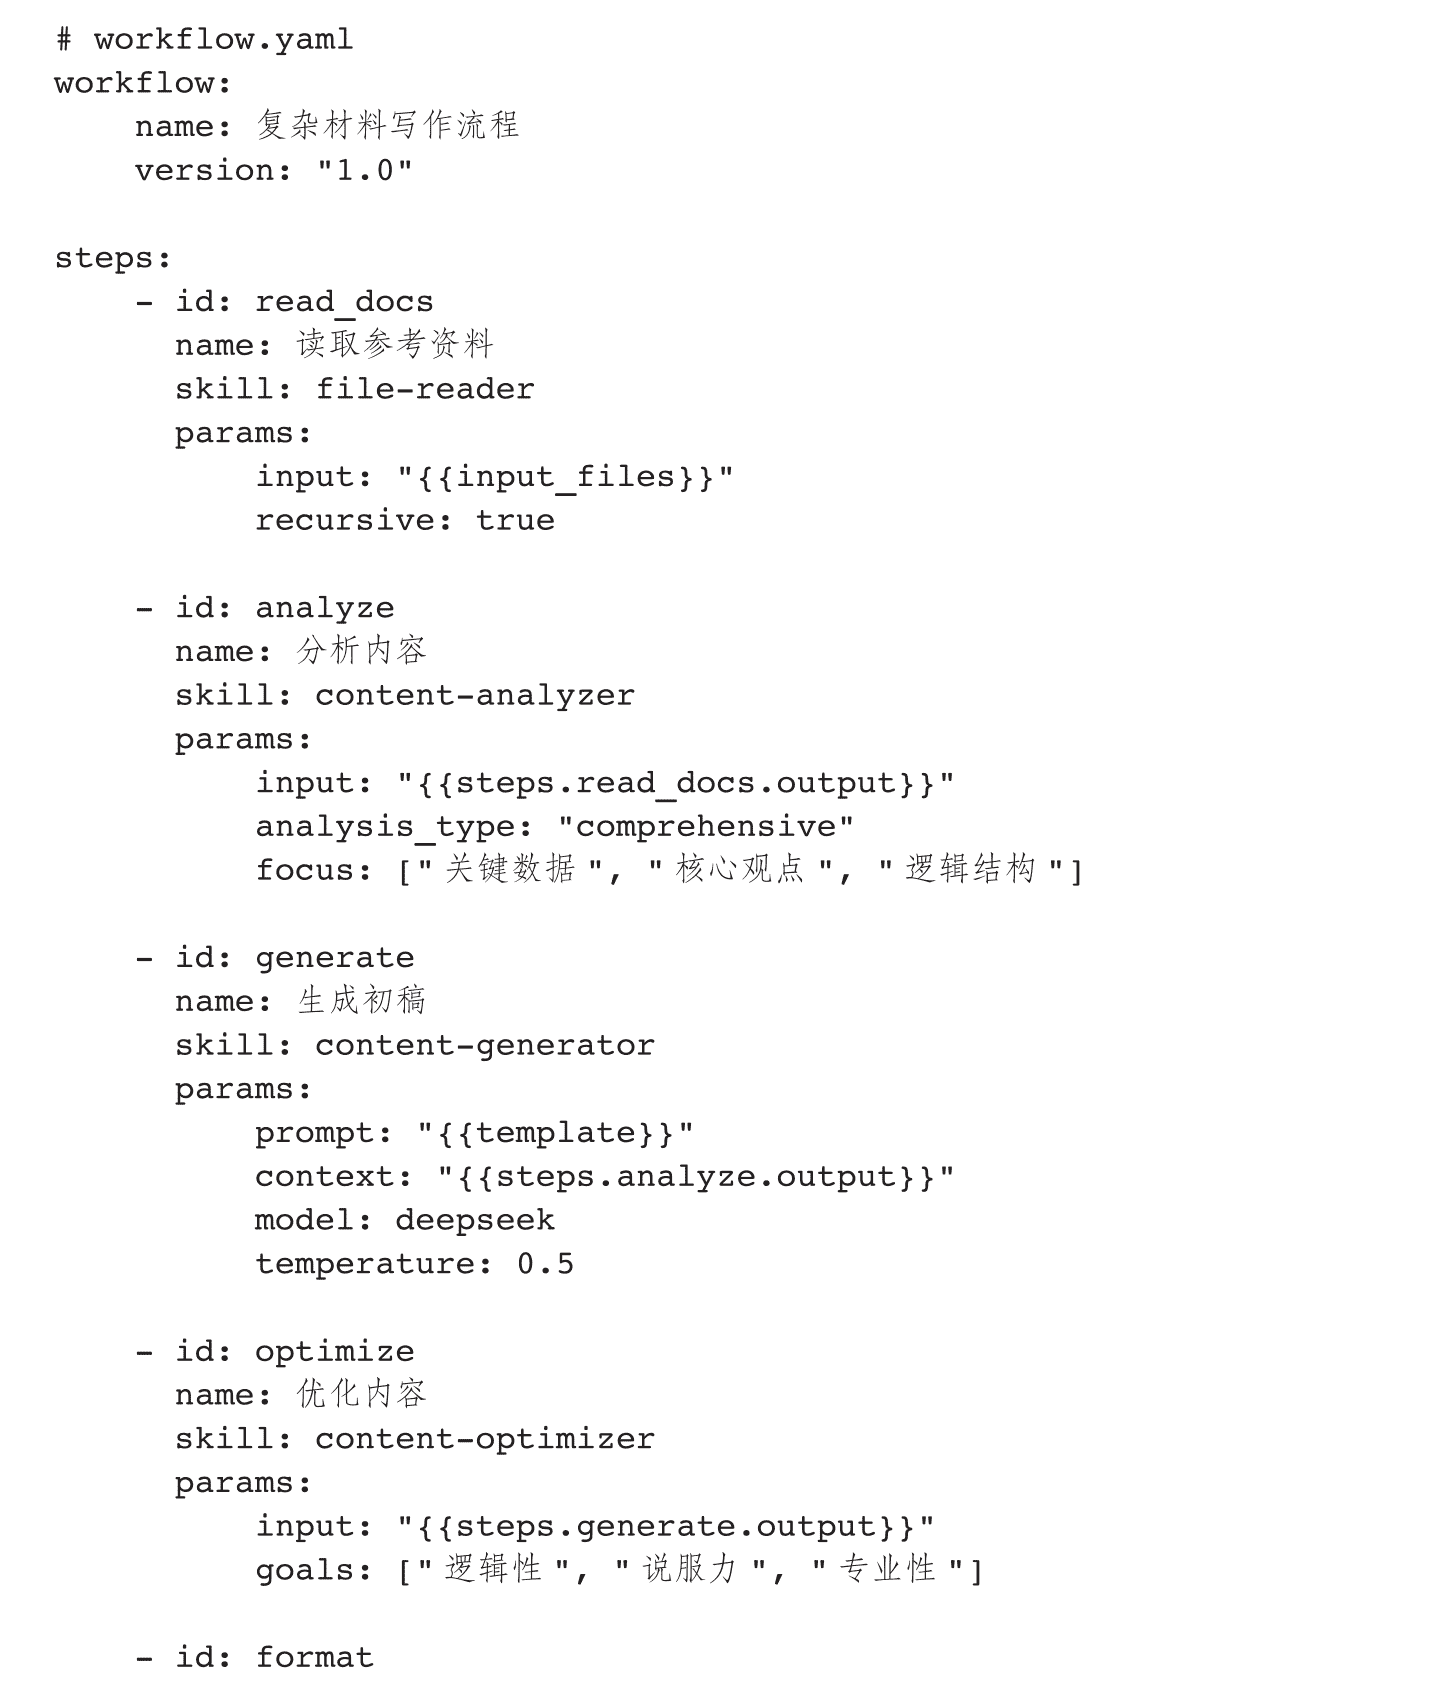 # workflow.yaml
workflow:
    name: 复杂材料写作流程
    version: "1.0"

steps:
    - id: read_docs
      name: 读取参考资料
      skill: file-reader
      params:
          input: "{{input_files}}"
          recursive: true

    - id: analyze
      name: 分析内容
      skill: content-analyzer
      params:
          input: "{{steps.read_docs.output}}"
          analysis_type: "comprehensive"
          focus: ["关键数据", "核心观点", "逻辑结构"]

    - id: generate
      name: 生成初稿
      skill: content-generator
      params:
          prompt: "{{template}}"
          context: "{{steps.analyze.output}}"
          model: deepseek
          temperature: 0.5

    - id: optimize
      name: 优化内容
      skill: content-optimizer
      params:
          input: "{{steps.generate.output}}"
          goals: ["逻辑性", "说服力", "专业性"]

    - id: format